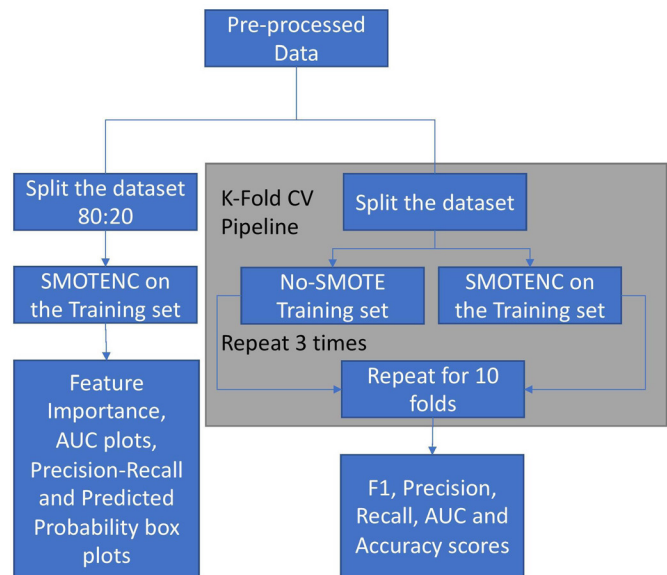 Pre-processed
Data
Split the dataset
80:20
SMOTENC on
the Training set
Feature
Importance,
AUC plots,
Precision-Recall
and Predicted
Probability box
plots
K-Fold CV
Pipeline
Split the dataset
No-SMOTE
Training set
SMOTENC on
the Training set
Repeat 3 times
Repeat for 10
folds
F1, Precision,
Recall, AUC and
Accuracy scores